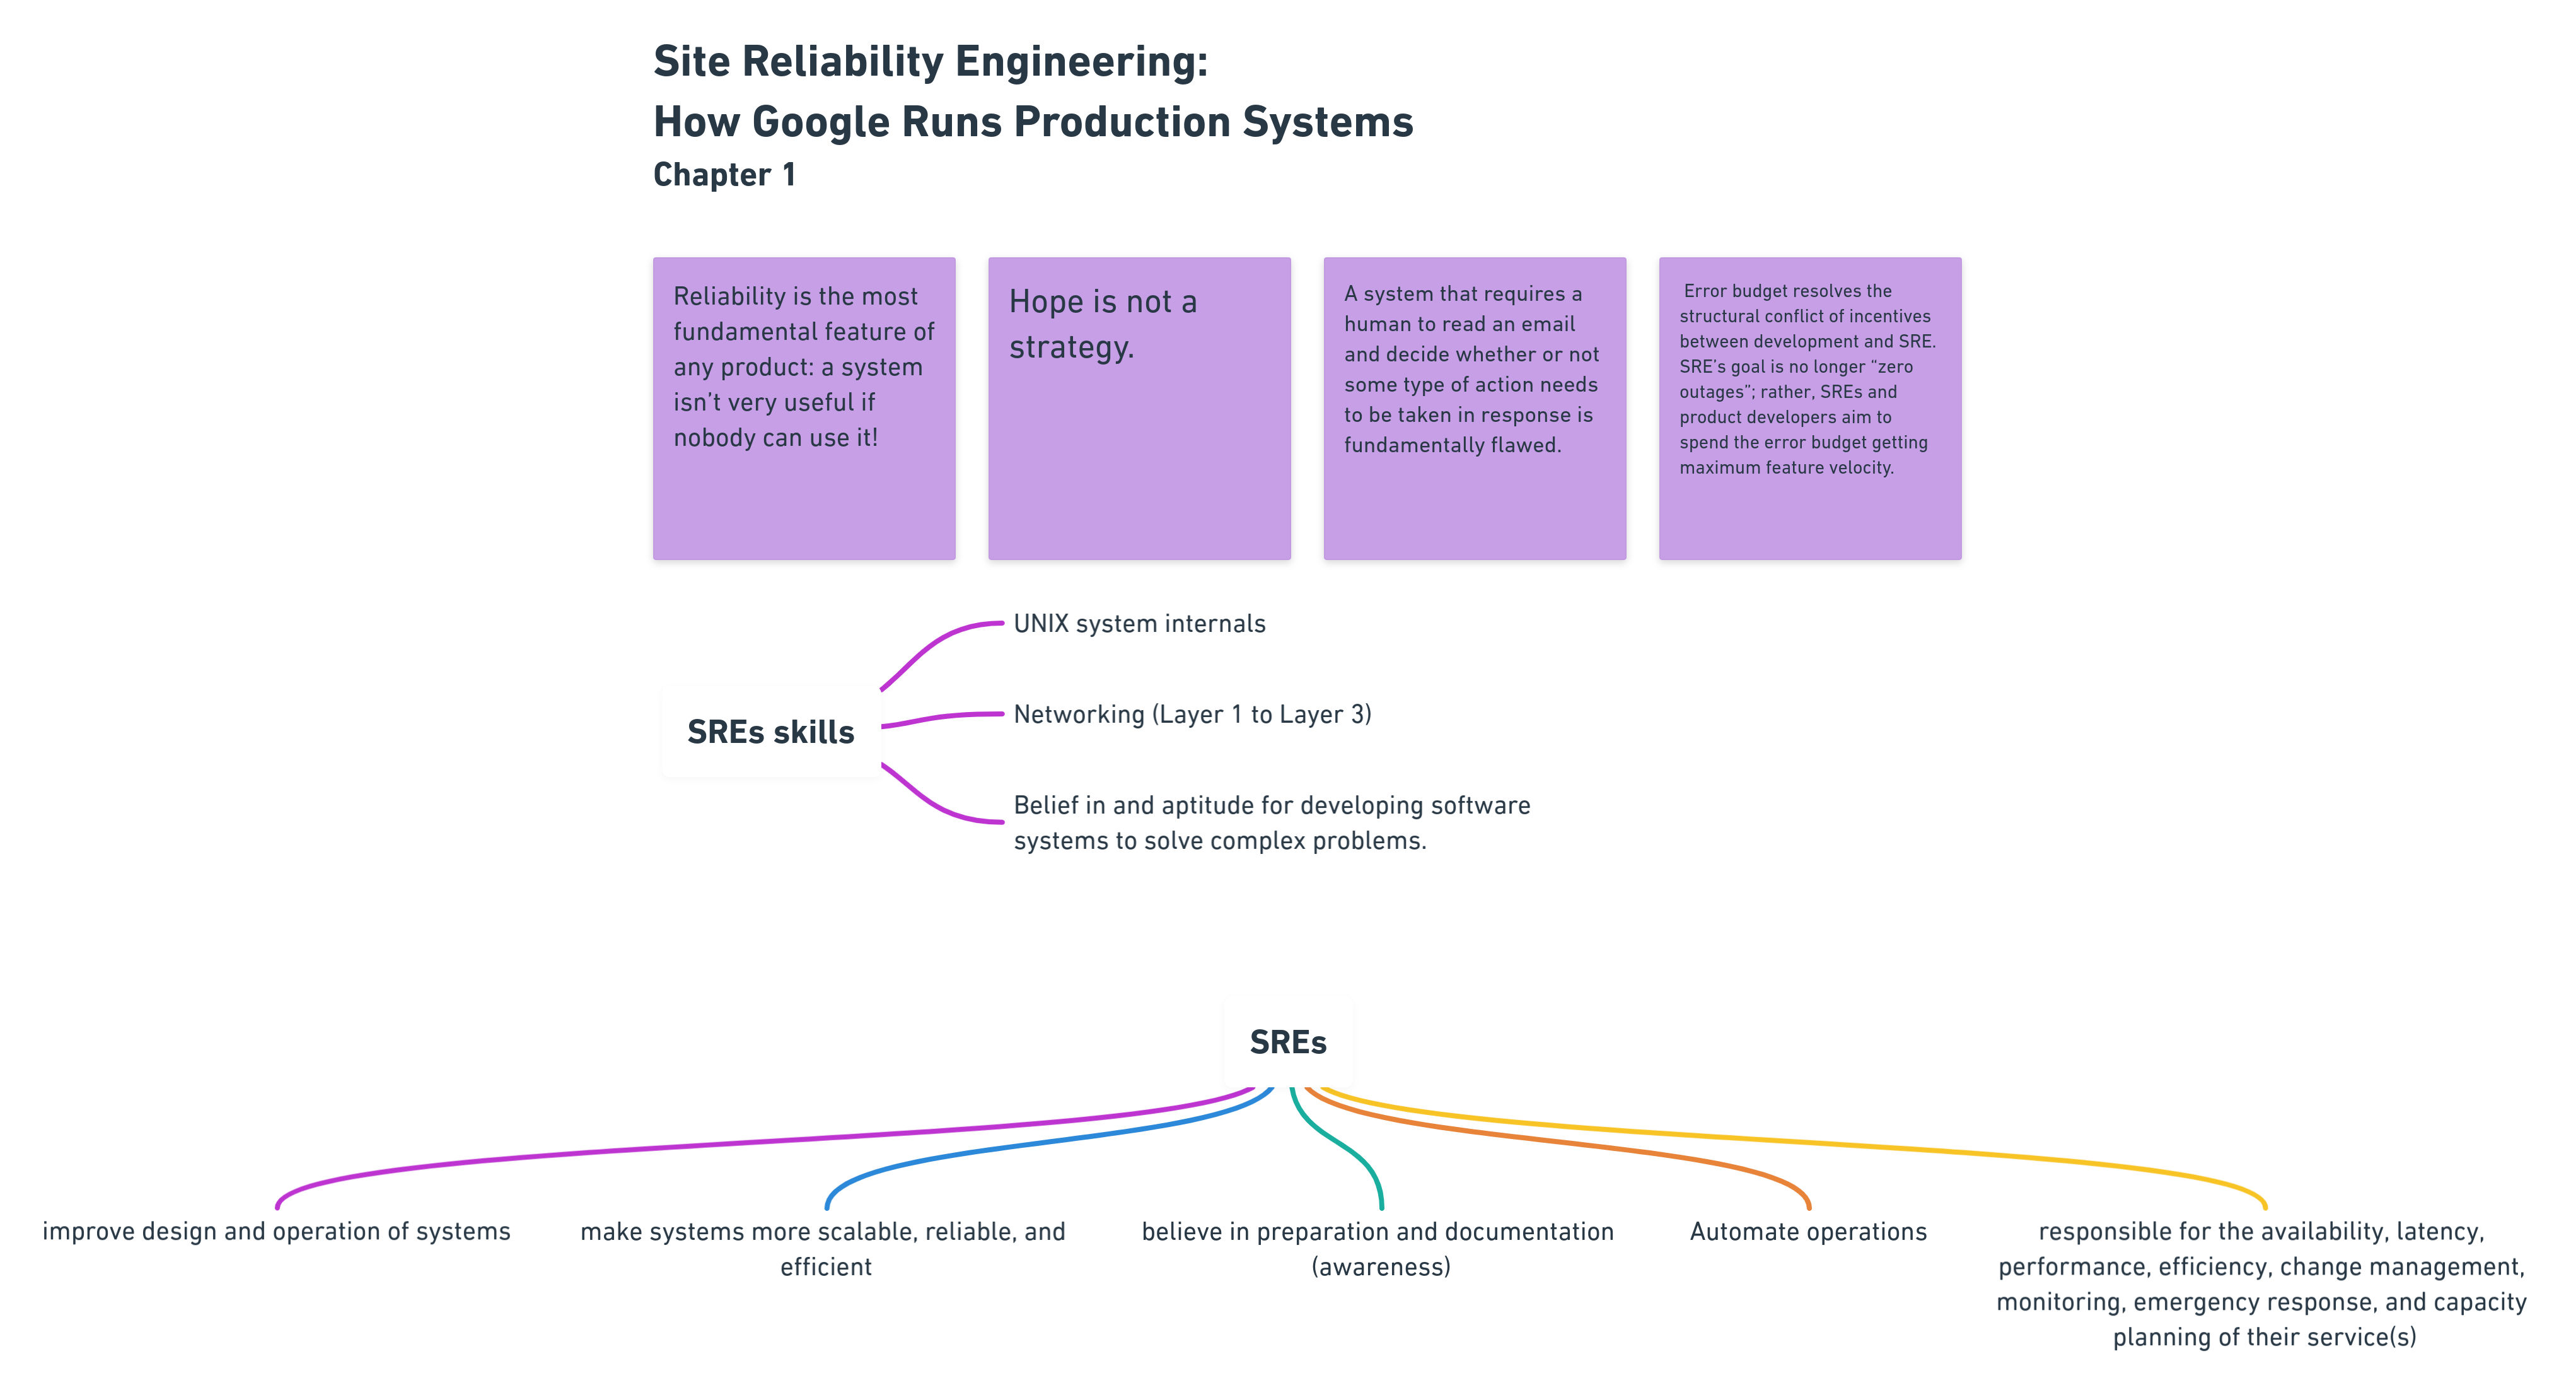 Site Reliability Engineering:
How Google Runs Production Systems
Chapter 1
Reliability is the most
fundamental feature of
any product: a system
isn’t very useful if
nobody can use it!
Hope is not a
strategy.
A system that requires a
human to read an email
and decide whether or not
some type of action needs
to be taken in response is
fundamentally flawed.
Error budget resolves the
structural conflict of incentives
between development and SRE.
SRE’s goal is no longer “zero
outages”; rather, SREs and
product developers aim to
spend the error budget getting
maximum feature velocity.
SREs skills
UNIX system internals
Networking (Layer 1 to Layer 3)
Belief in and aptitude for developing software
systems to solve complex problems.
SREs
improve design and operation of systems
make systems more scalable, reliable, and
efficient
believe in preparation and documentation
(awareness)
Automate operations
responsible for the availability, latency,
performance, efficiency, change management,
monitoring, emergency response, and capacity
planning of their service(s)